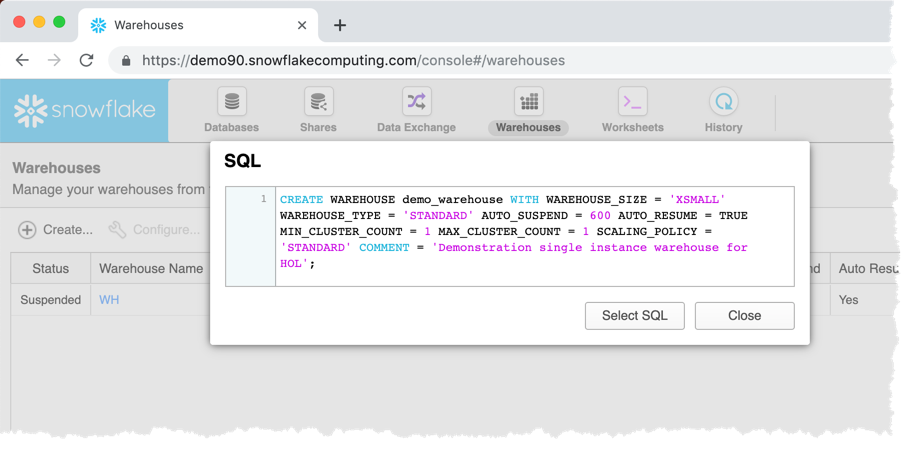 Warehouses
https://demo90.snowflakecomputing.com/console#/warehouses
snowflake
Databases Shares Data Exchange Warehouses Worksheets History
Warehouses
Manage your warehouses from
SQL
1 CREATE WAREHOUSE demo_warehouse WITH WAREHOUSE_SIZE = 'XSMALL'
WAREHOUSE_TYPE = 'STANDARD' AUTO_SUSPEND = 600 AUTO_RESUME = TRUE
MIN_CLUSTER_COUNT = 1 MAX_CLUSTER_COUNT = 1 SCALING_POLICY =
'STANDARD' COMMENT = 'Demonstration single instance warehouse for
HOL';
Select SQL Close
Create... Configure...
Status Warehouse Name Auto Resu
Suspended WH Yes